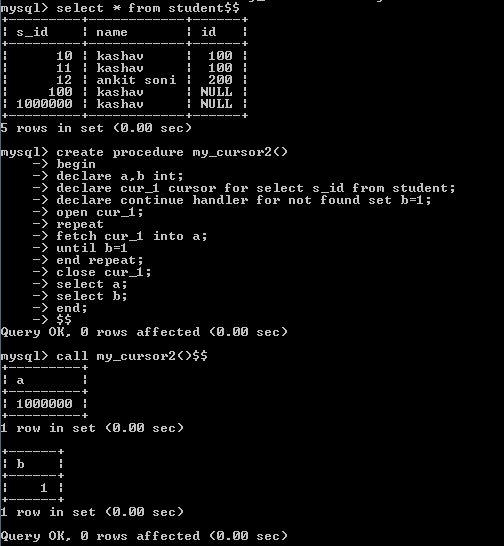 mysql> select * from student$$
+---------+------------+------+
| s_id    | name       | id   |
+---------+------------+------+
|      10 | kashav     |  100 |
|      11 | kashav     |  100 |
|      12 | ankit soni |  200 |
|     100 | kashav     | NULL |
| 1000000 | kashav     | NULL |
+---------+------------+------+
5 rows in set (0.00 sec)
mysql> create procedure my_cursor2()
    -> begin
    -> declare a,b int;
    -> declare cur_1 cursor for select s_id from student;
    -> declare continue handler for not found set b=1;
    -> open cur_1;
    -> repeat
    -> fetch cur_1 into a;
    -> until b=1
    -> end repeat;
    -> close cur_1;
    -> select a;
    -> select b;
    -> end;
    -> $$
Query OK, 0 rows affected (0.00 sec)
mysql> call my_cursor2()$$
+---------+
| a       |
+---------+
| 1000000 |
+---------+
1 row in set (0.00 sec)
+------+
| b    |
+------+
|    1 |
+------+
1 row in set (0.00 sec)
Query OK, 0 rows affected (0.00 sec)